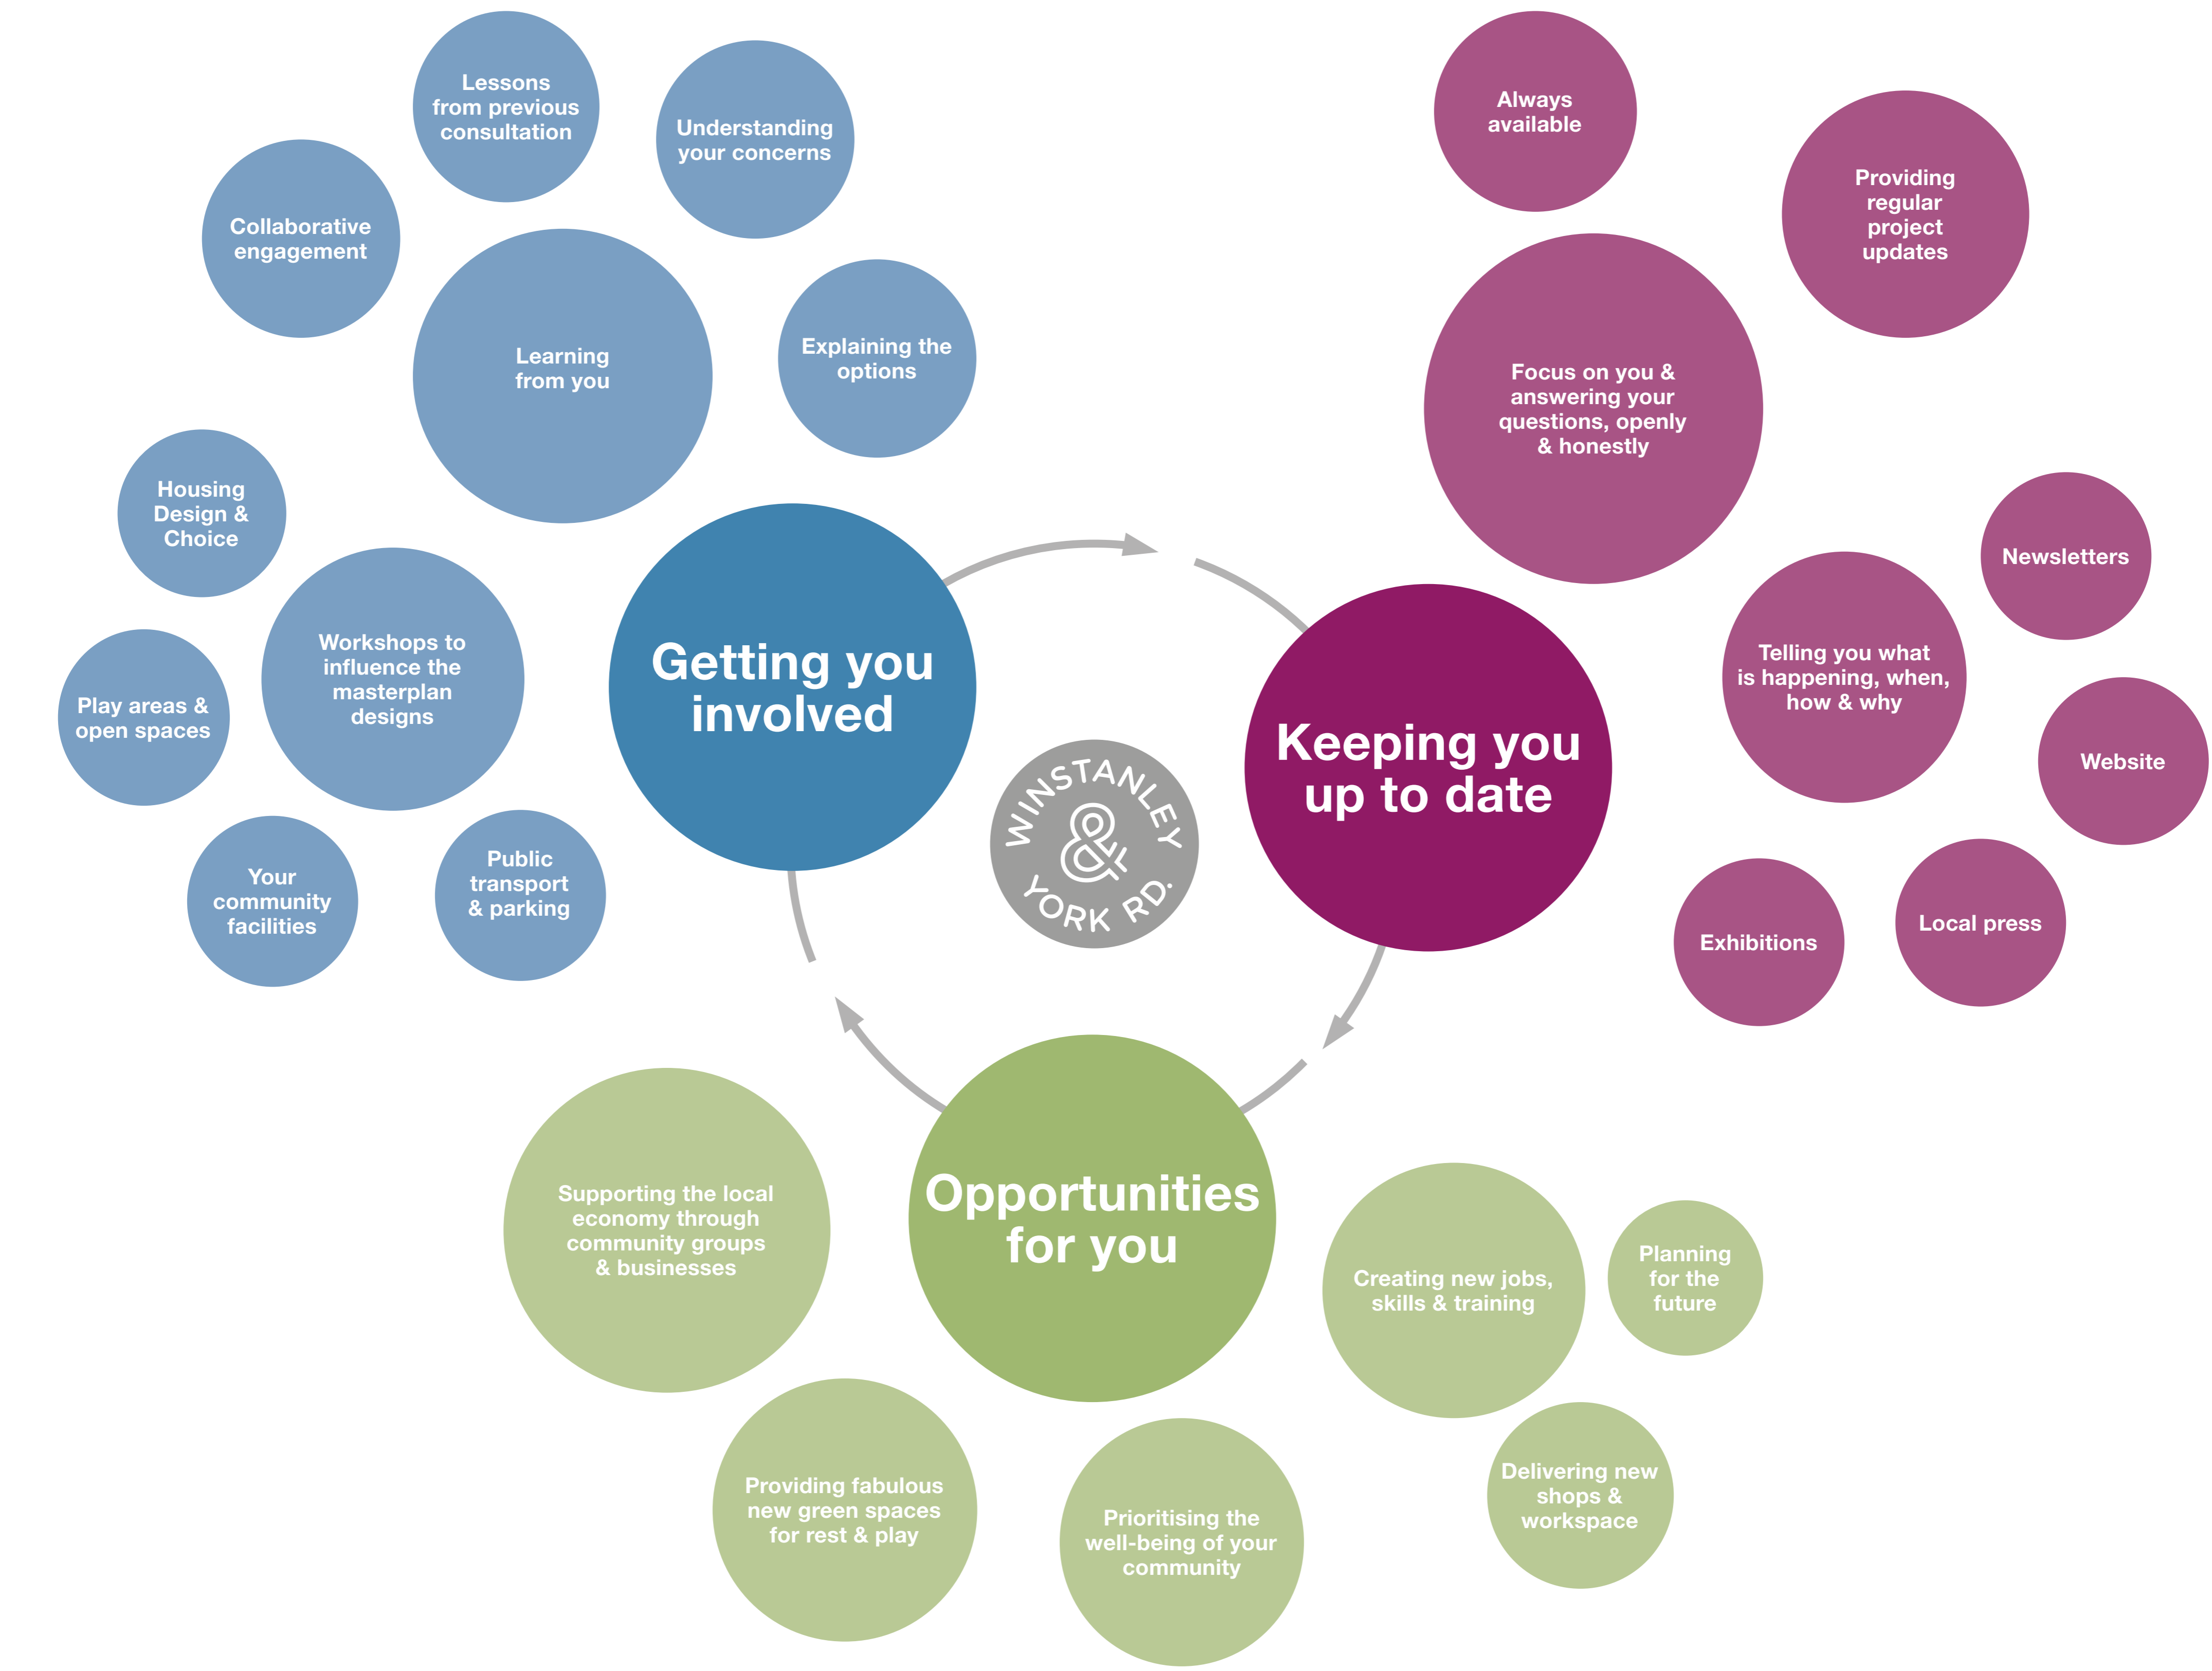 Lessons
from previous
consultation
Understanding
your concerns
Collaborative
engagement
Learning
from you
Explaining the
options
Housing
Design &
Choice
Workshops to
influence the
masterplan
designs
Play areas &
open spaces
Your
community
facilities
Public
transport
& parking
Getting you
involved
Always
available
Providing
regular
project
updates
Focus on you &
answering your
questions, openly
& honestly
Newsletters
Telling you what
is happening, when,
how & why
Website
Local press
Exhibitions
Keeping you
up to date
WINSTANLEY
&
YORK RD.
Opportunities
for you
Supporting the local
economy through
community groups
& businesses
Providing fabulous
new green spaces
for rest & play
Prioritising the
well-being of your
community
Creating new jobs,
skills & training
Planning
for the
future
Delivering new
shops &
workspace